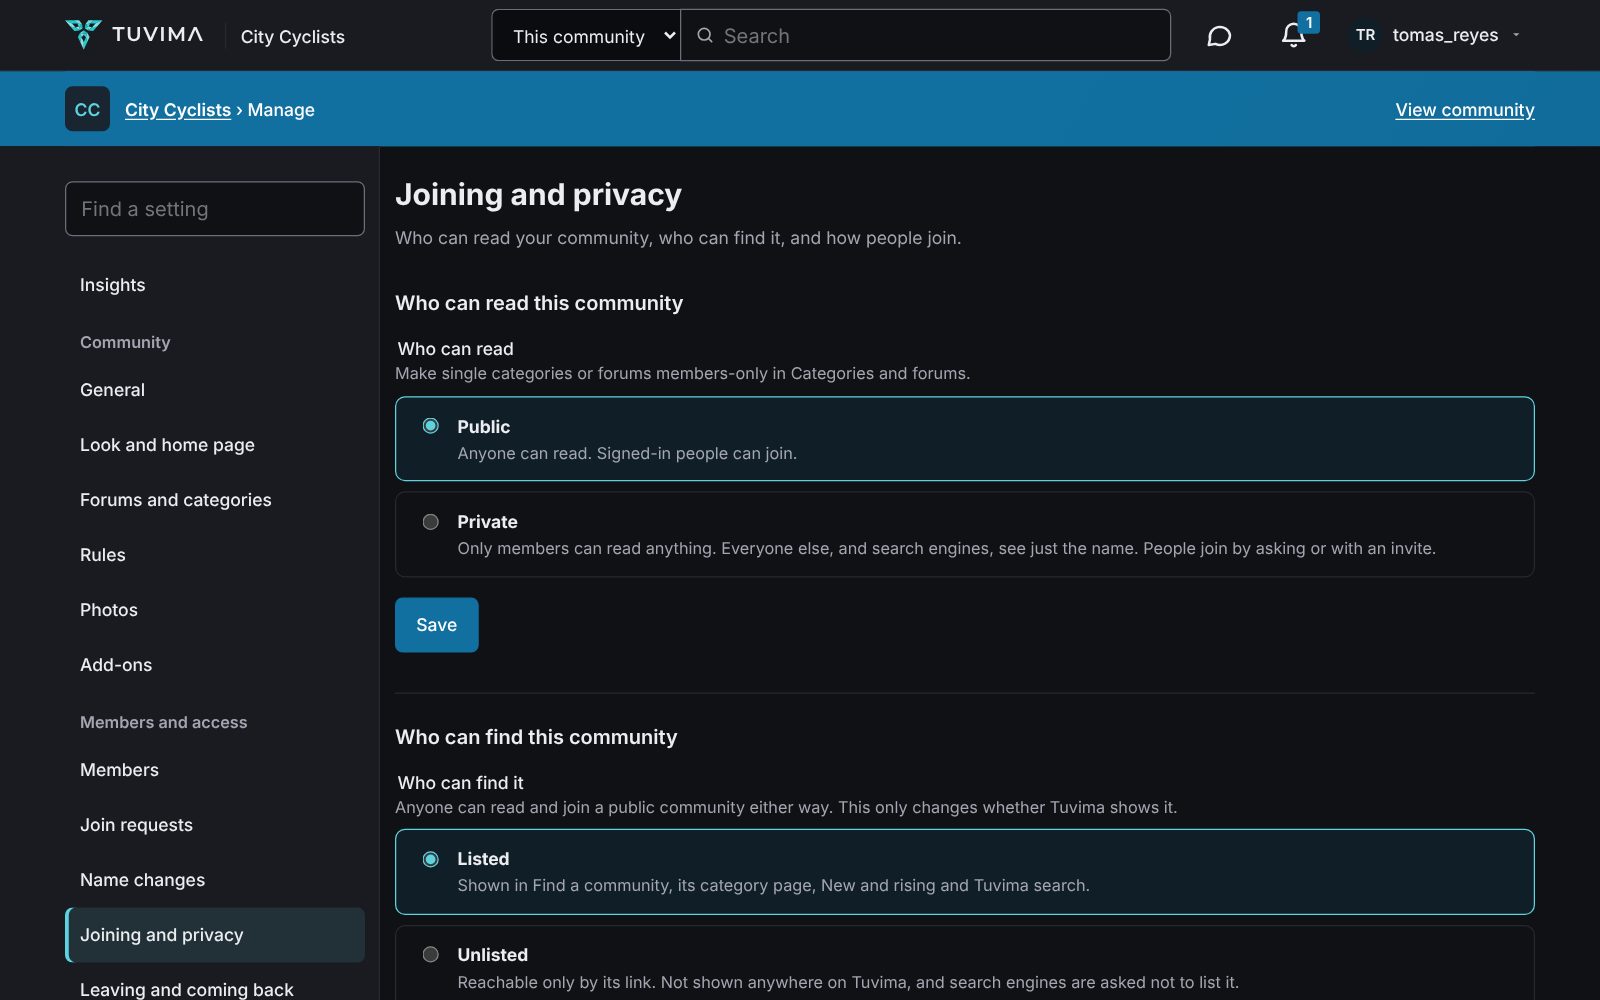 TUVIMA
City Cyclists
This community
Search
1
TR
tomas_reyes
CC
City Cyclists › Manage
View community
Find a setting
Insights
Community
General
Look and home page
Forums and categories
Rules
Photos
Add-ons
Members and access
Members
Join requests
Name changes
Joining and privacy
Leaving and coming back
Joining and privacy
Who can read your community, who can find it, and how people join.
Who can read this community
Who can read
Make single categories or forums members-only in Categories and forums.
Public
Anyone can read. Signed-in people can join.
Private
Only members can read anything. Everyone else, and search engines, see just the name. People join by asking or with an invite.
Save
Who can find this community
Who can find it
Anyone can read and join a public community either way. This only changes whether Tuvima shows it.
Listed
Shown in Find a community, its category page, New and rising and Tuvima search.
Unlisted
Reachable only by its link. Not shown anywhere on Tuvima, and search engines are asked not to list it.